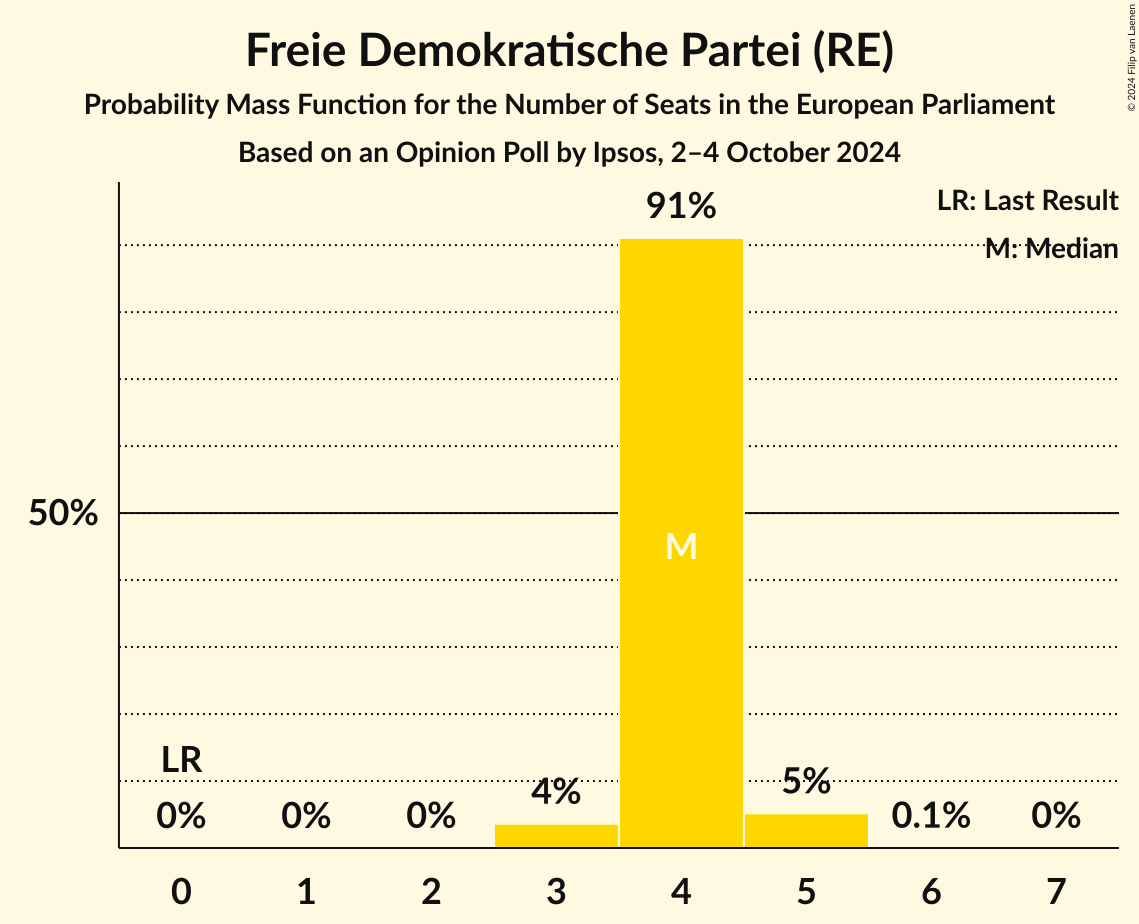 Freie Demokratische Partei (RE)
Probability Mass Function for the Number of Seats in the European Parliament
Based on an Opinion Poll by Ipsos, 2–4 October 2024
© 2024 Filip van Laenen
LR: Last Result
M: Median
91%
50%
M
LR
0%
0%
0%
4%
5%
0.1%
0%
0
1
2
3
4
5
6
7